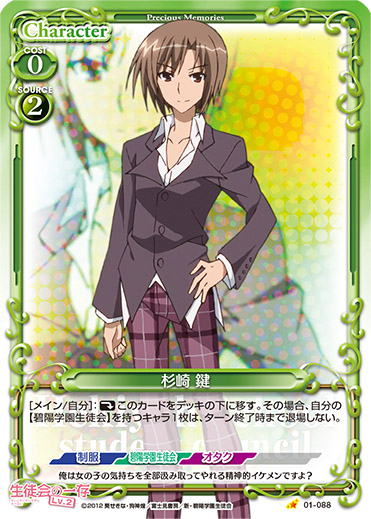 Precious Memories
Character
COST
0
SOURCE
2
杉崎 鍵
[メイン/自分]:このカードをデッキの下に移す。その場合、自分の
【碧陽学園生徒会】を持つキャラ1枚は、ターン終了時まで退場しない。
制服 碧陽学園生徒会 オタク
俺は女の子の気持ちを全部汲み取ってやれる精神的イケメンですよ?
生徒会の一存
Lv.2
©2012 葵せきな・狗神煌/富士見書房/新・碧陽学園生徒会
01-088